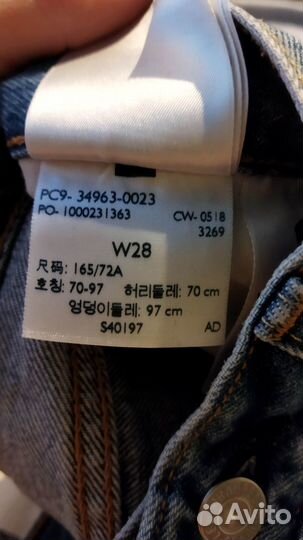 PC9- 34963-0023
PO- 1000231363 CW- 0518
3269
W28
尺码: 165/72A
호칭: 70-97 허리둘레: 70 cm
엉덩이둘레: 97 cm
S40197 AD
Avito